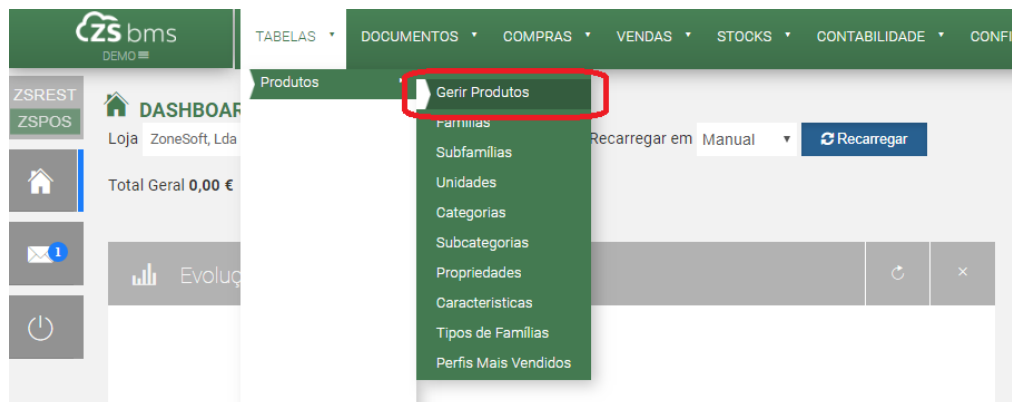 ZS bms
DEMO
TABELAS
DOCUMENTOS
COMPRAS
VENDAS
STOCKS
CONTABILIDADE
CONFI
ZSREST
ZSPOS
Produtos
Gerir Produtos
Famílias
Subfamílias
Unidades
Categorias
Subcategorias
Propriedades
Caracteristicas
Tipos de Famílias
Perfis Mais Vendidos
DASHBOAR
Loja ZoneSoft, Lda
Recarregar em Manual
Recarregar
Total Geral 0,00 €
1
Evoluç